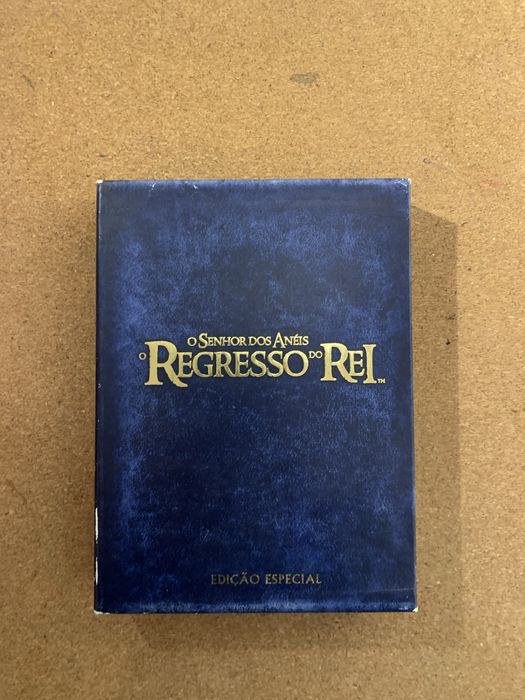 O SENHOR DOS ANÉIS
O REGRESSO DO REI™
EDIÇÃO ESPECIAL